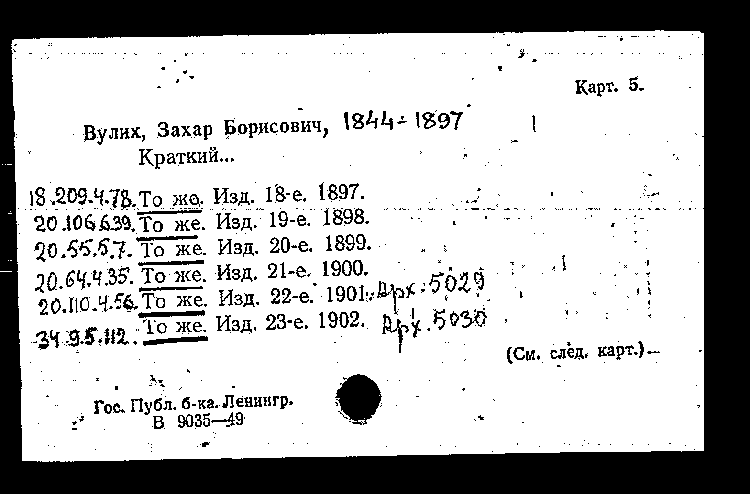 Карт. 5.
Вулих, Захар Борисович, 1844-1897
Краткий...
18.209.4.78. То же. Изд. 18-е. 1897.
20.106.6.39. То же. Изд. 19-е. 1898.
20.55.5.7. То же. Изд. 20-е. 1899.
20.64.4.35. То же. Изд. 21-е. 1900.
20.110.4.56. То же. Изд. 22-е. 1901. Арх. 5029
34.9.5.112. То же. Изд. 23-е. 1902. Арх. 5030
(См. след. карт.)
Гос. Публ. б-ка. Ленингр.
В 9035—49